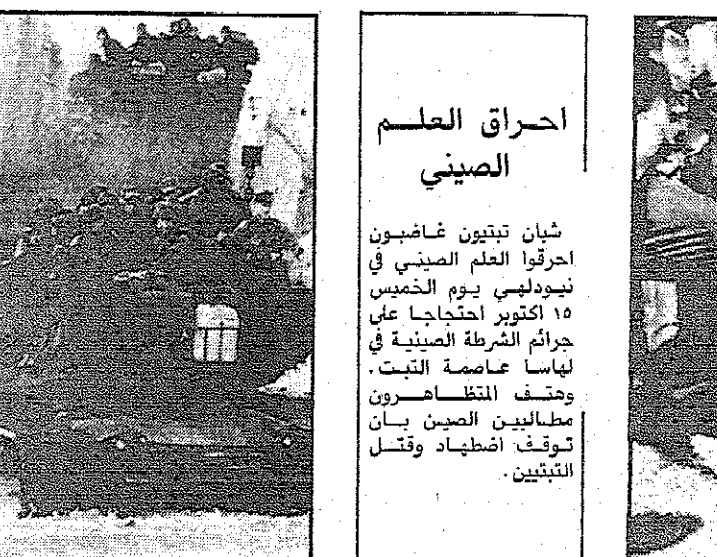 احراق العلم
الصيني
شبان تبتيون غاضبون
احرقوا العلم الصيني في
نيودلهي يوم الخميس
١٥ اكتوبر احتجاجا على
جرائم الشرطة الصينية في
لهاسا عاصمة التبت .
وهتف المتظاهرون
مطالبين الصين بان
توقف اضطهاد وقتل
التبتيين .